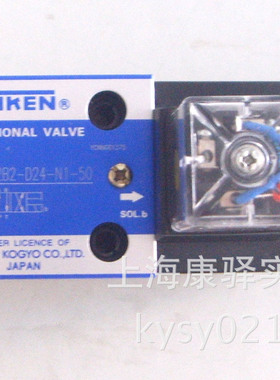 IKEN®
IONAL VALVE
2B2-D24-N1-50
SOL.b
ER LICENCE OF
KOGYO CO.,LTD.
JAPAN
上海康驿实
kysy021